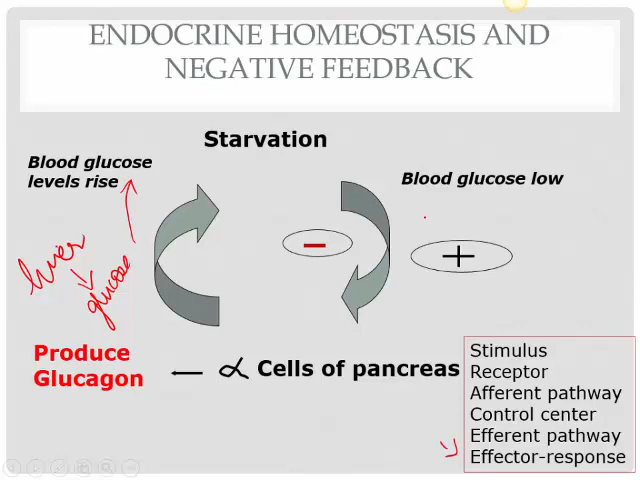 ENDOCRINE HOMEOSTASIS AND
NEGATIVE FEEDBACK
Starvation
Blood glucose
levels rise
Blood glucose low
liver
glucose
−
+
Produce
Glucagon
← ∝ Cells of pancreas
Stimulus
Receptor
Afferent pathway
Control center
Efferent pathway
Effector-response